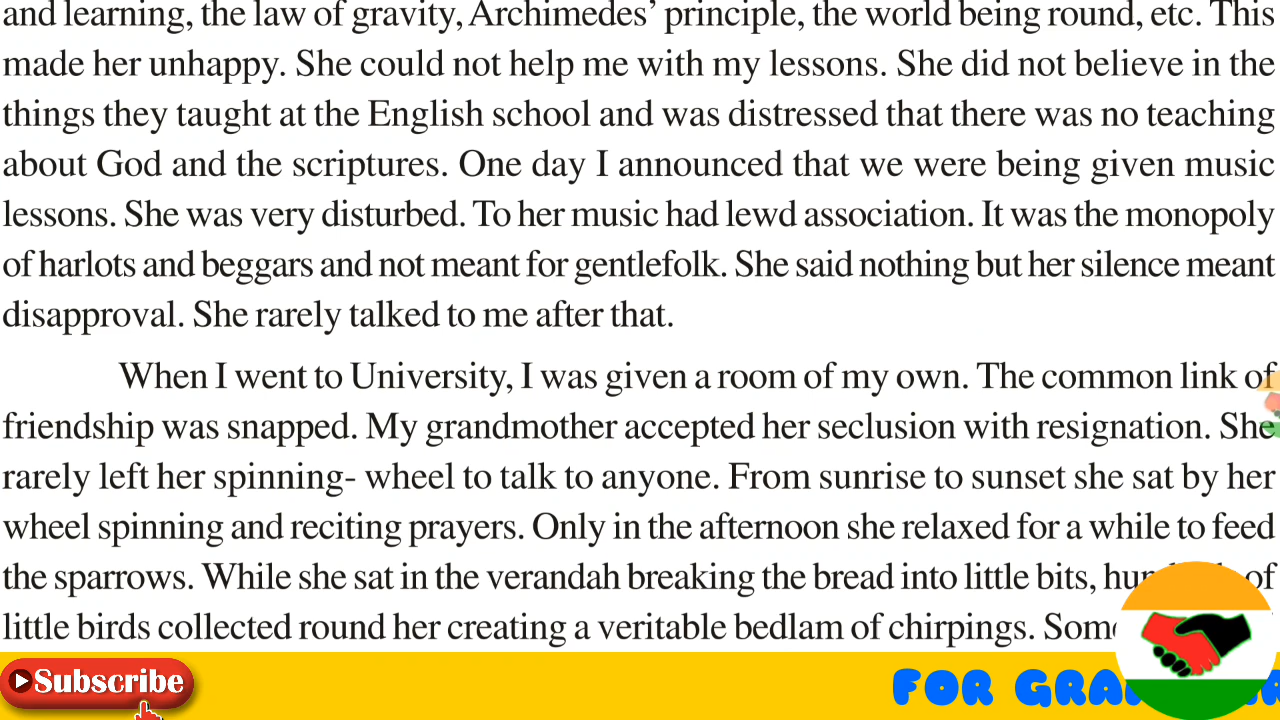 and learning, the law of gravity, Archimedes’ principle, the world being round, etc. This
made her unhappy. She could not help me with my lessons. She did not believe in the
things they taught at the English school and was distressed that there was no teaching
about God and the scriptures. One day I announced that we were being given music
lessons. She was very disturbed. To her music had lewd association. It was the monopoly
of harlots and beggars and not meant for gentlefolk. She said nothing but her silence meant
disapproval. She rarely talked to me after that.
When I went to University, I was given a room of my own. The common link of
friendship was snapped. My grandmother accepted her seclusion with resignation. She
rarely left her spinning- wheel to talk to anyone. From sunrise to sunset she sat by her
wheel spinning and reciting prayers. Only in the afternoon she relaxed for a while to feed
the sparrows. While she sat in the verandah breaking the bread into little bits, of
little birds collected round her creating a veritable bedlam of chirpings.
Subscribe
FOR